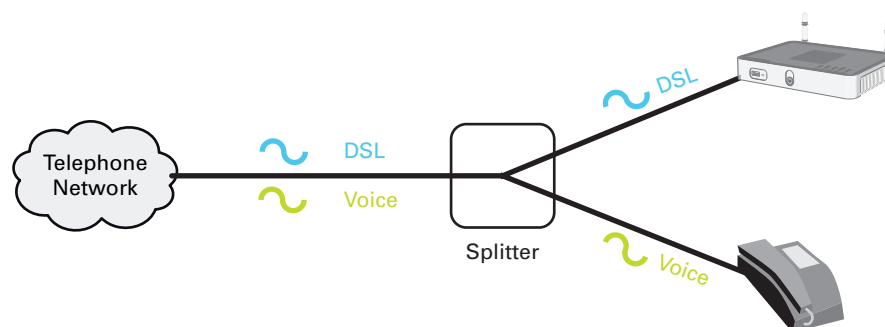 Telephone
Network
DSL
Voice
Splitter
DSL
Voice